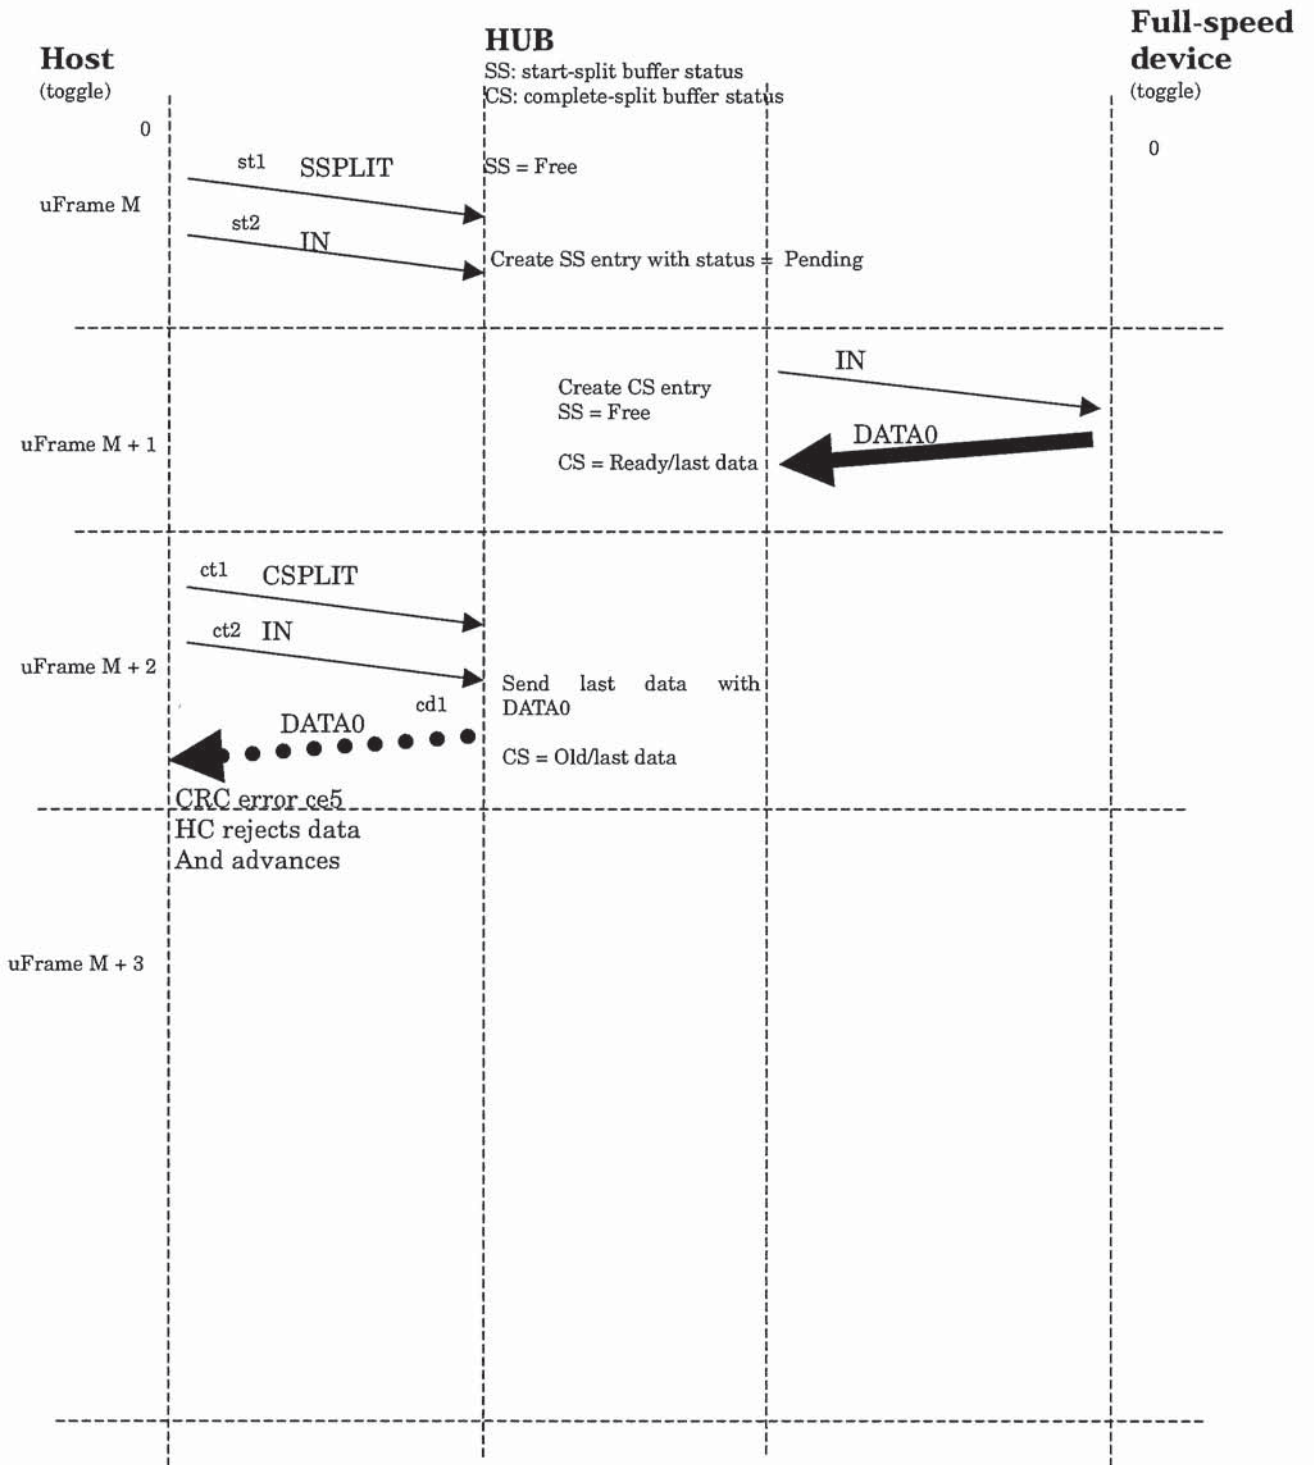 Host
(toggle)
HUB
SS: start-split buffer status
CS: complete-split buffer status
Full-speed
device
(toggle)
0
0
st1 SSPLIT
SS = Free
uFrame M
st2 IN
Create SS entry with status = Pending
IN
Create CS entry
SS = Free
uFrame M + 1
DATA0
CS = Ready/last data
ct1 CSPLIT
ct2 IN
uFrame M + 2
Send last data with
DATA0
cd1
DATA0
CS = Old/last data
CRC error ce5
HC rejects data
And advances
uFrame M + 3